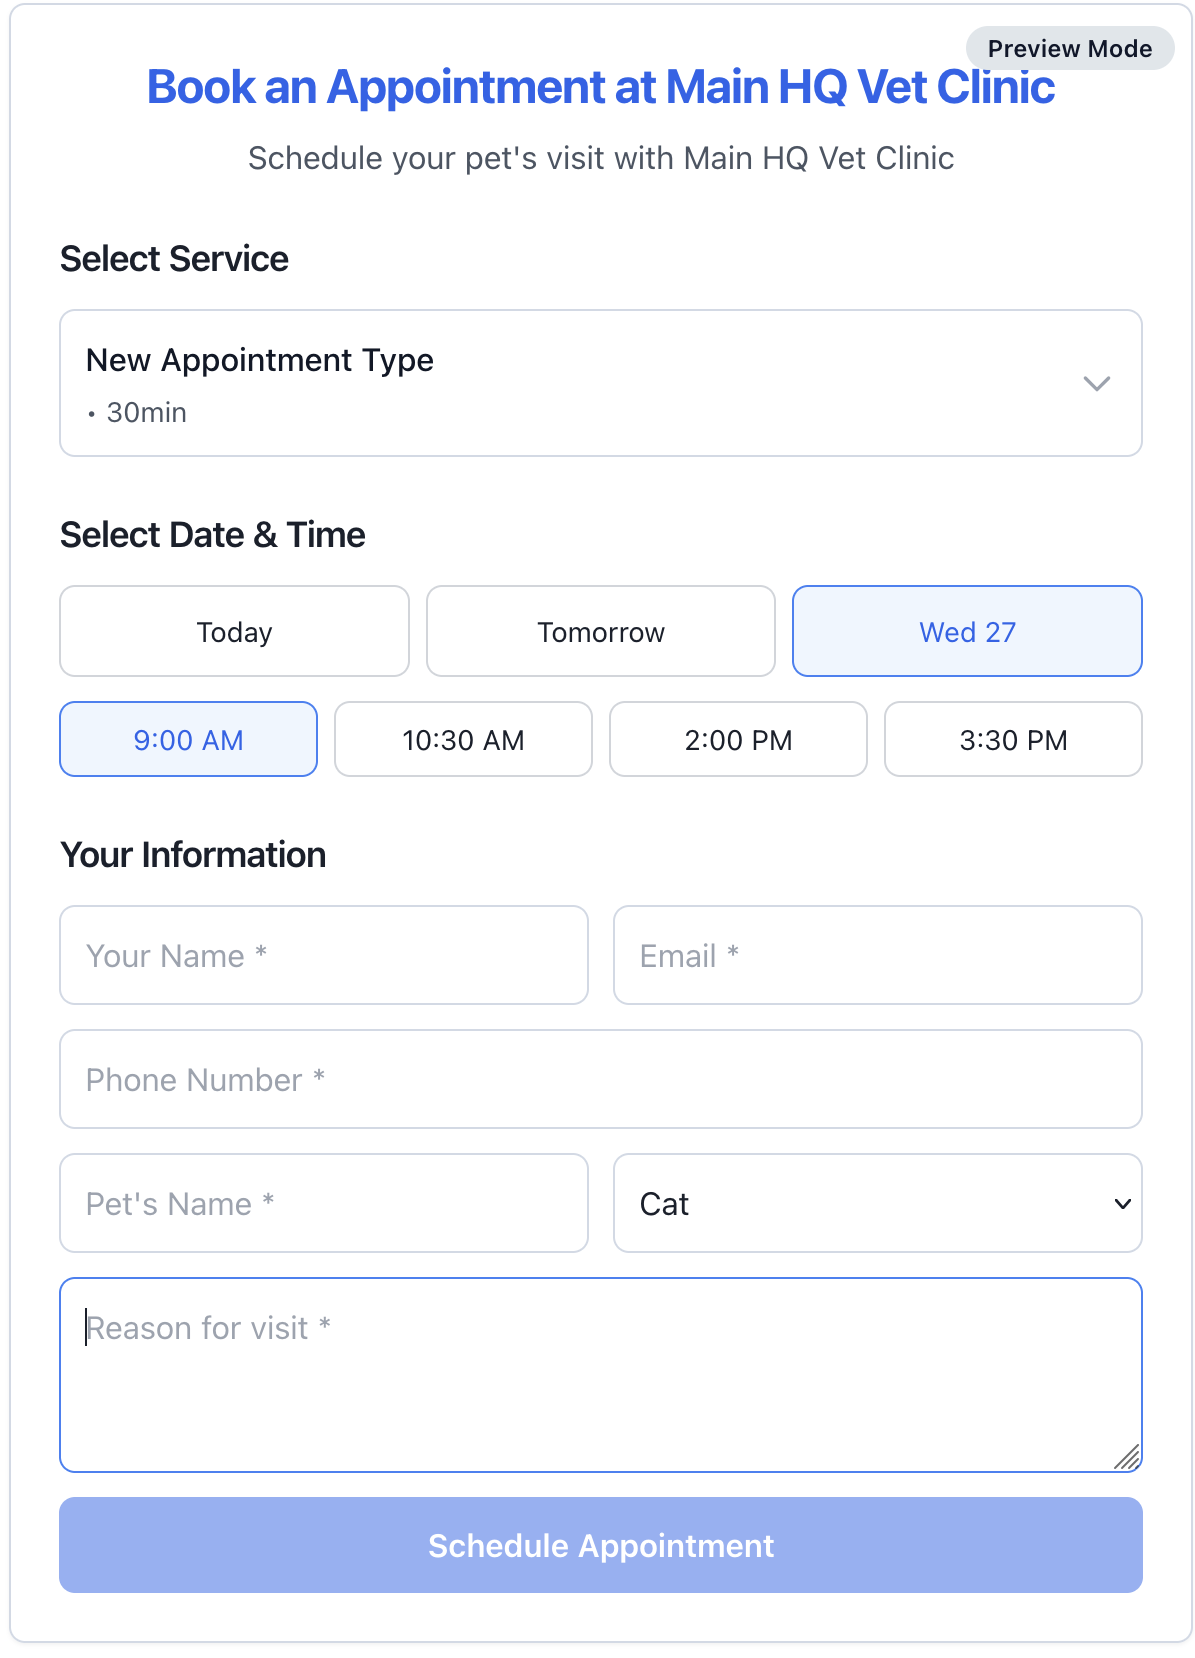 Preview Mode
Book an Appointment at Main HQ Vet Clinic
Schedule your pet's visit with Main HQ Vet Clinic
Select Service
New Appointment Type
• 30min
Select Date & Time
Today Tomorrow Wed 27
9:00 AM 10:30 AM 2:00 PM 3:30 PM
Your Information
Your Name * Email *
Phone Number *
Pet's Name * Cat
Reason for visit *
Schedule Appointment